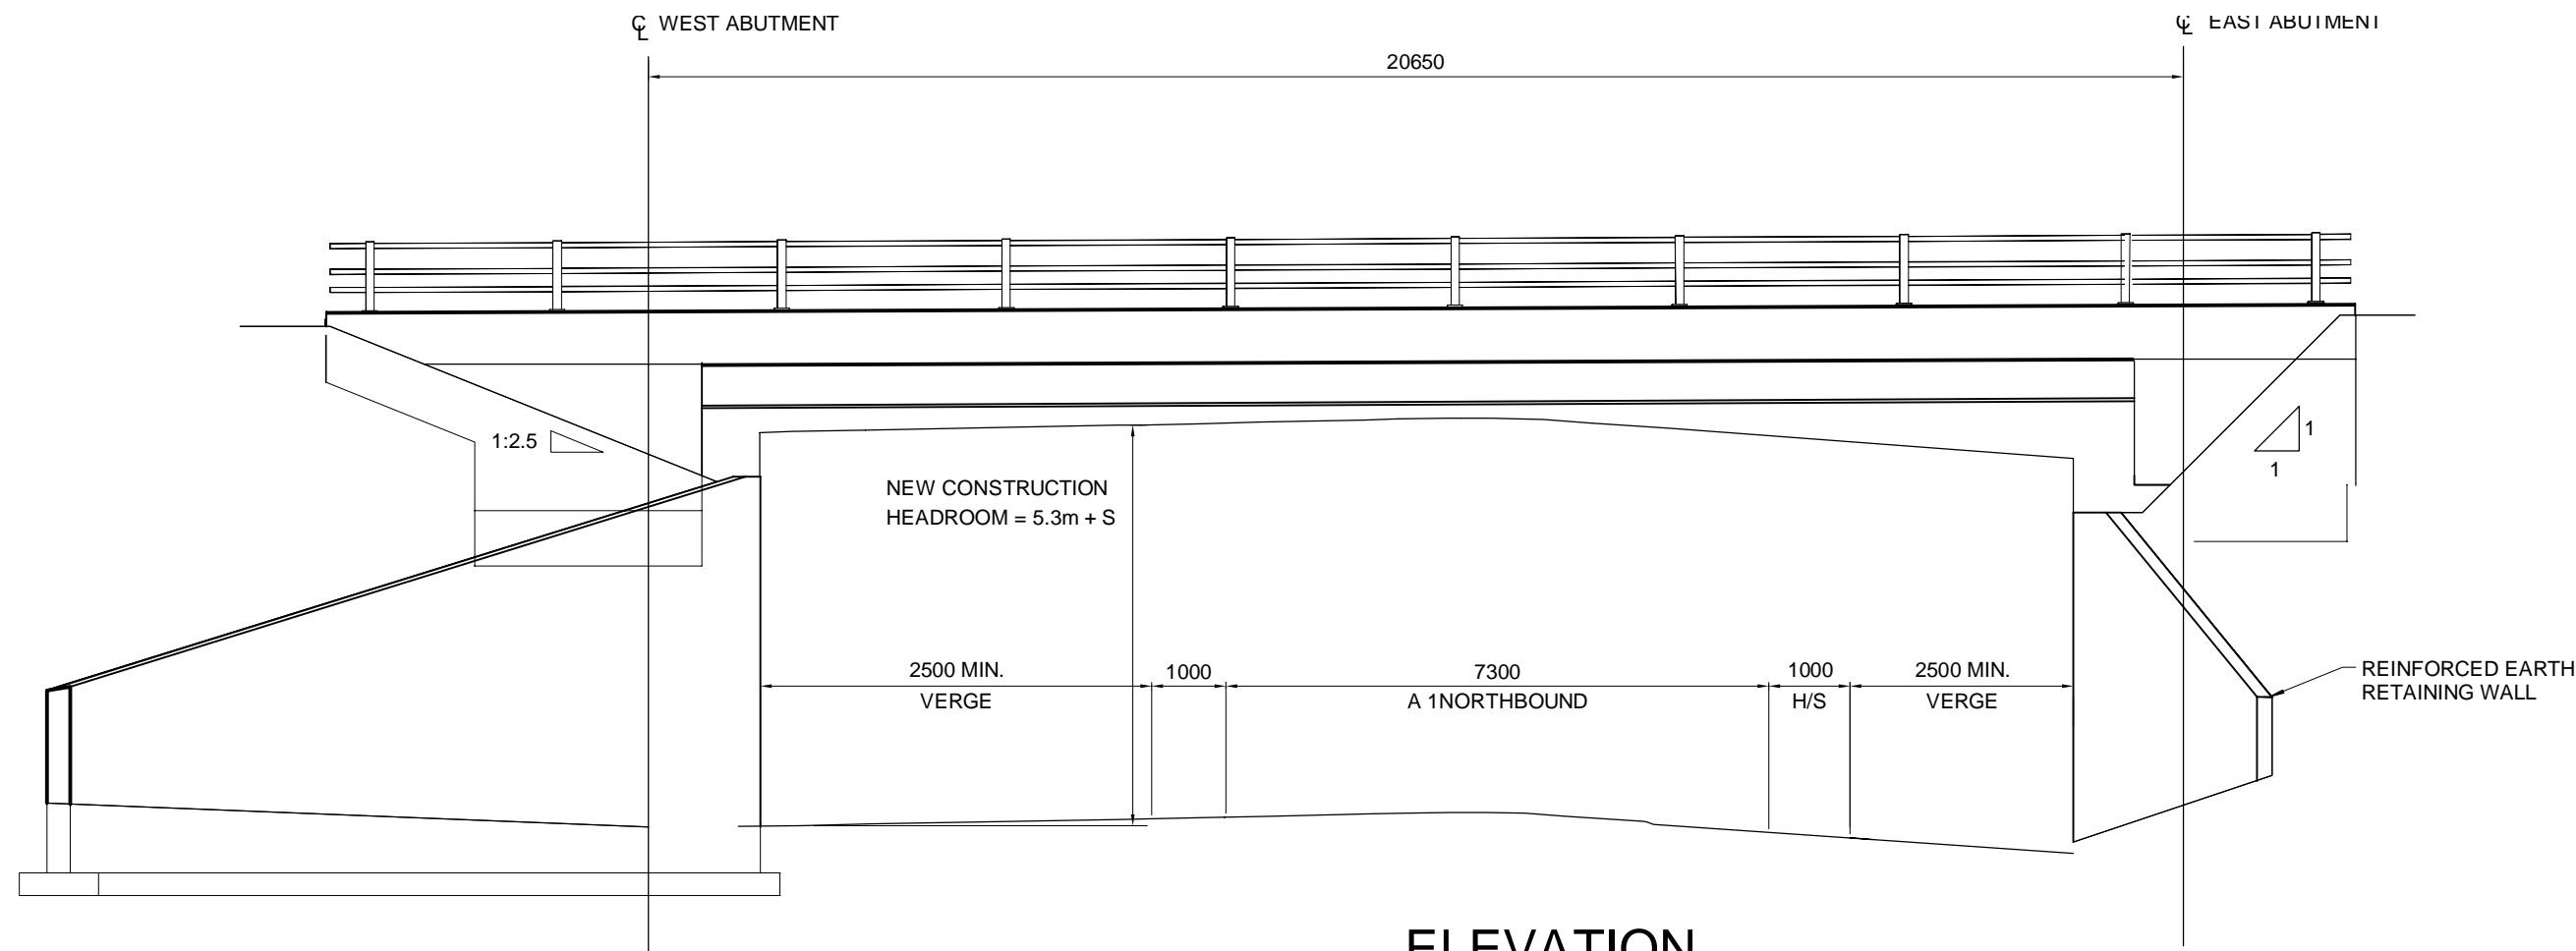 ℄ WEST ABUTMENT
℄ EAST ABUTMENT
20650
1:2.5
1
1
NEW CONSTRUCTION
HEADROOM = 5.3m + S
2500 MIN.
VERGE
1000
7300
A 1NORTHBOUND
1000
H/S
2500 MIN.
VERGE
REINFORCED EARTH
RETAINING WALL
ELEVATION